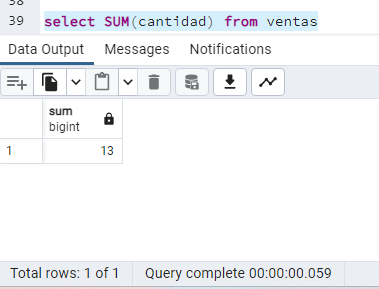 38
39 select SUM(cantidad) from ventas
Data Output Messages Notifications
sum
bigint
1 13
Total rows: 1 of 1 Query complete 00:00:00.059